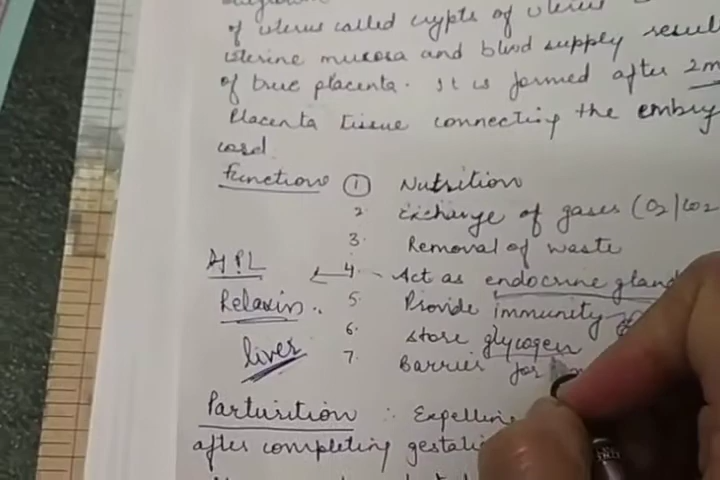 of uterus called crypts of uterus
uterine mucosa and blood supply result
of true placenta. It is formed after 2m
Placenta tissue connecting the embry
cord.
Functions ① Nutrition
2. Exchange of gases (O2/CO2
3. Removal of waste
4. Act as endocrine gland
Relaxin 5. Provide immunity
6. Store glycogen
liver 7. Barrier for
Parturition : Expelling
after completing gestati